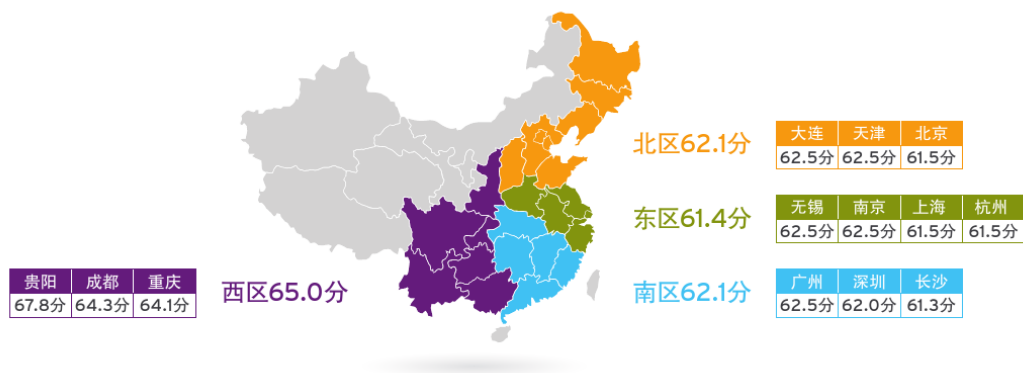 北区62.1分
大连 天津 北京
62.5分 62.5分 61.5分
东区61.4分
无锡 南京 上海 杭州
62.5分 62.5分 61.5分 61.5分
西区65.0分
贵阳 成都 重庆
67.8分 64.3分 64.1分
南区62.1分
广州 深圳 长沙
62.5分 62.0分 61.3分